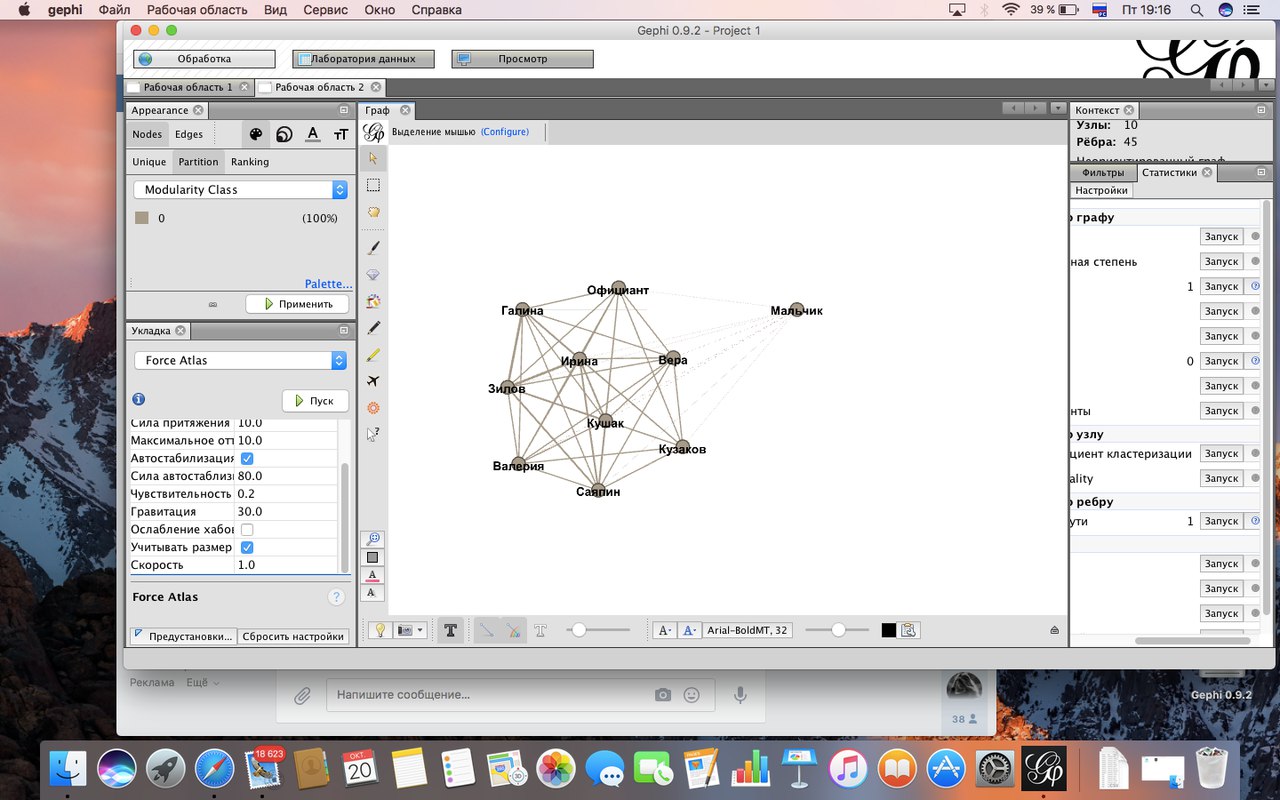 gephi Файл Рабочая область Вид Сервис Окно Справка 39 % Пт 19:16
Gephi 0.9.2 - Project 1
Обработка Лаборатория данных Просмотр
Рабочая область 1 Рабочая область 2
Appearance
Nodes Edges
Unique Partition Ranking
Modularity Class
0 (100%)
Palette...
Применить
Укладка
Force Atlas
Пуск
Сила притяжения 10.0
Максимальное отт 10.0
Автостабилизация
Сила автостаблиз 80.0
Чувствительность 0.2
Гравитация 30.0
Ослабление хабов
Учитывать размер
Скорость 1.0
Force Atlas
Предустановки... Сбросить настройки
Граф
Выделение мышью (Configure)
Официант
Галина
Мальчик
Ирина
Вера
Зилов
Кушак
Кузаков
Валерия
Саяпин
Arial-BoldMT, 32
Контекст
Узлы: 10
Рёбра: 45
Неориентированный граф
Фильтры Статистики
Настройки
о графу
Запуск
ная степень Запуск
1 Запуск
Запуск
Запуск
0 Запуск
Запуск
нты Запуск
о узлу
циент кластеризации Запуск
ality Запуск
о ребру
ути 1 Запуск
Запуск
Запуск
Запуск
Реклама Ещё
Напишите сообщение...
38
Gephi 0.9.2
18 623
ОКТ
20